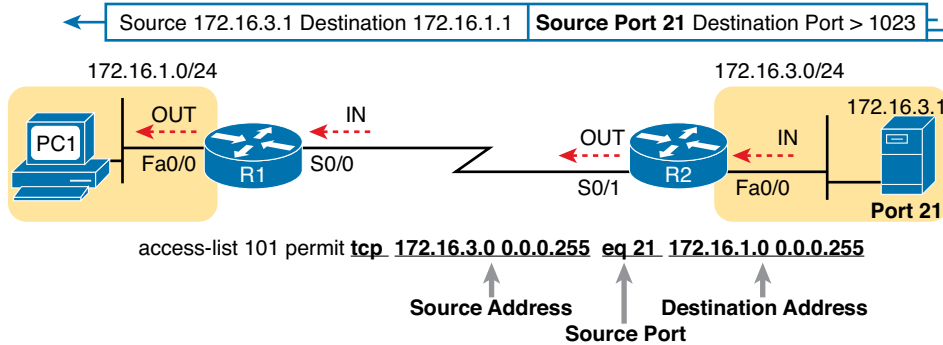 Source 172.16.3.1 Destination 172.16.1.1 Source Port 21 Destination Port > 1023
172.16.1.0/24
172.16.3.0/24
172.16.3.1
OUT
IN
OUT
IN
PC1
Fa0/0
R1
S0/0
S0/1
R2
Fa0/0
Port 21
access-list 101 permit tcp 172.16.3.0 0.0.0.255 eq 21 172.16.1.0 0.0.0.255
Source Address
Destination Address
Source Port